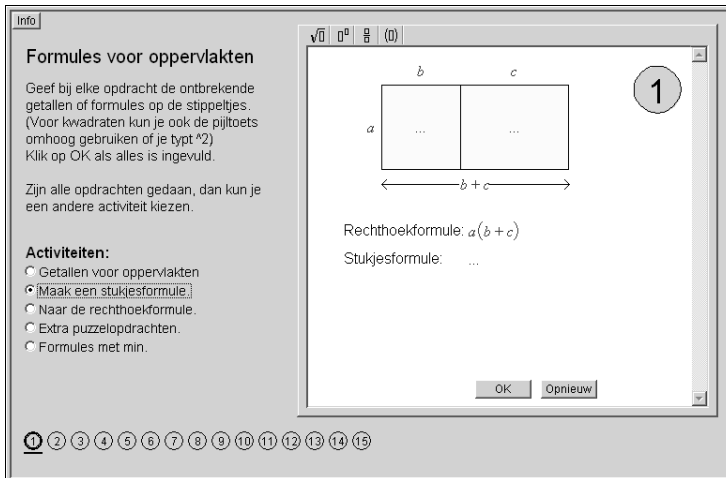 Info
Formules voor oppervlakten
Geef bij elke opdracht de ontbrekende
getallen of formules op de stippeltjes.
(Voor kwadraten kun je ook de pijltoets
omhoog gebruiken of je typt ^2)
Klik op OK als alles is ingevuld.
Zijn alle opdrachten gedaan, dan kun je
een andere activiteit kiezen.
Activiteiten:
Getallen voor oppervlakten
Maak een stukjesformule.
Naar de rechthoekformule.
Extra puzzelopdrachten.
Formules met min.
b c
1
a ... ...
b + c
Rechthoekformule: a(b + c)
Stukjesformule: ...
OK Opnieuw
1 2 3 4 5 6 7 8 9 10 11 12 13 14 15